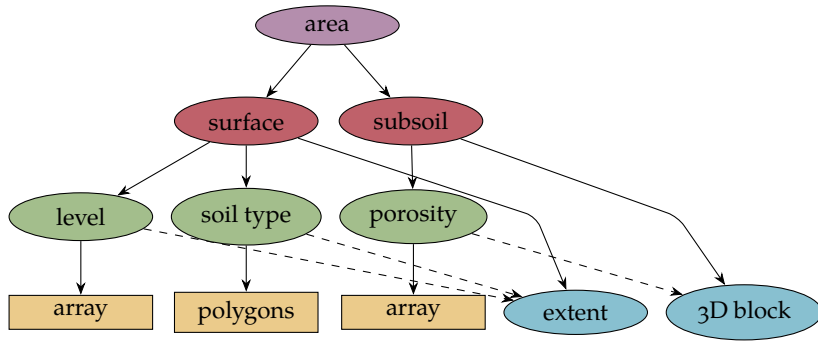 area
surface
subsoil
level
soil type
porosity
array
polygons
array
extent
3D block